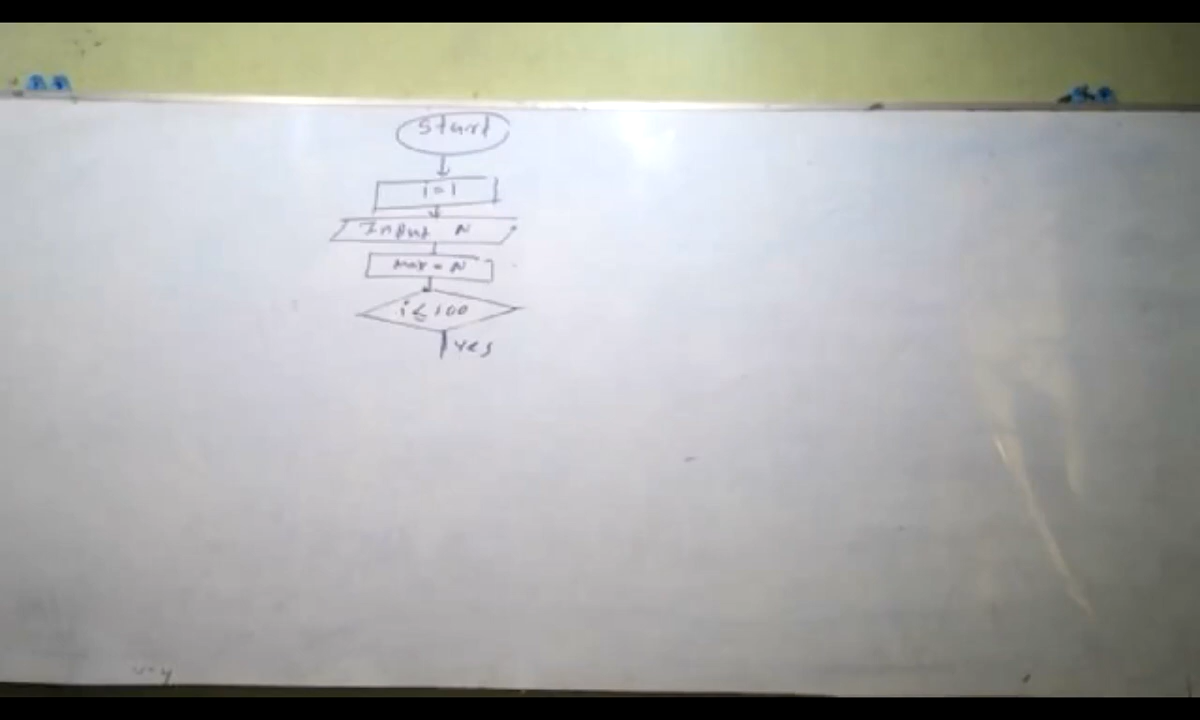 Start
i = 1
Input N
max = N
i ≤ 100
yes